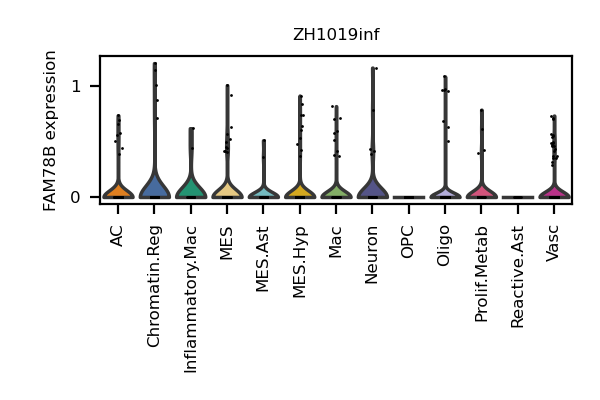 ZH1019inf
FAM78B expression
1
0
AC
Chromatin.Reg
Inflammatory.Mac
MES
MES.Ast
MES.Hyp
Mac
Neuron
OPC
Oligo
Prolif.Metab
Reactive.Ast
Vasc